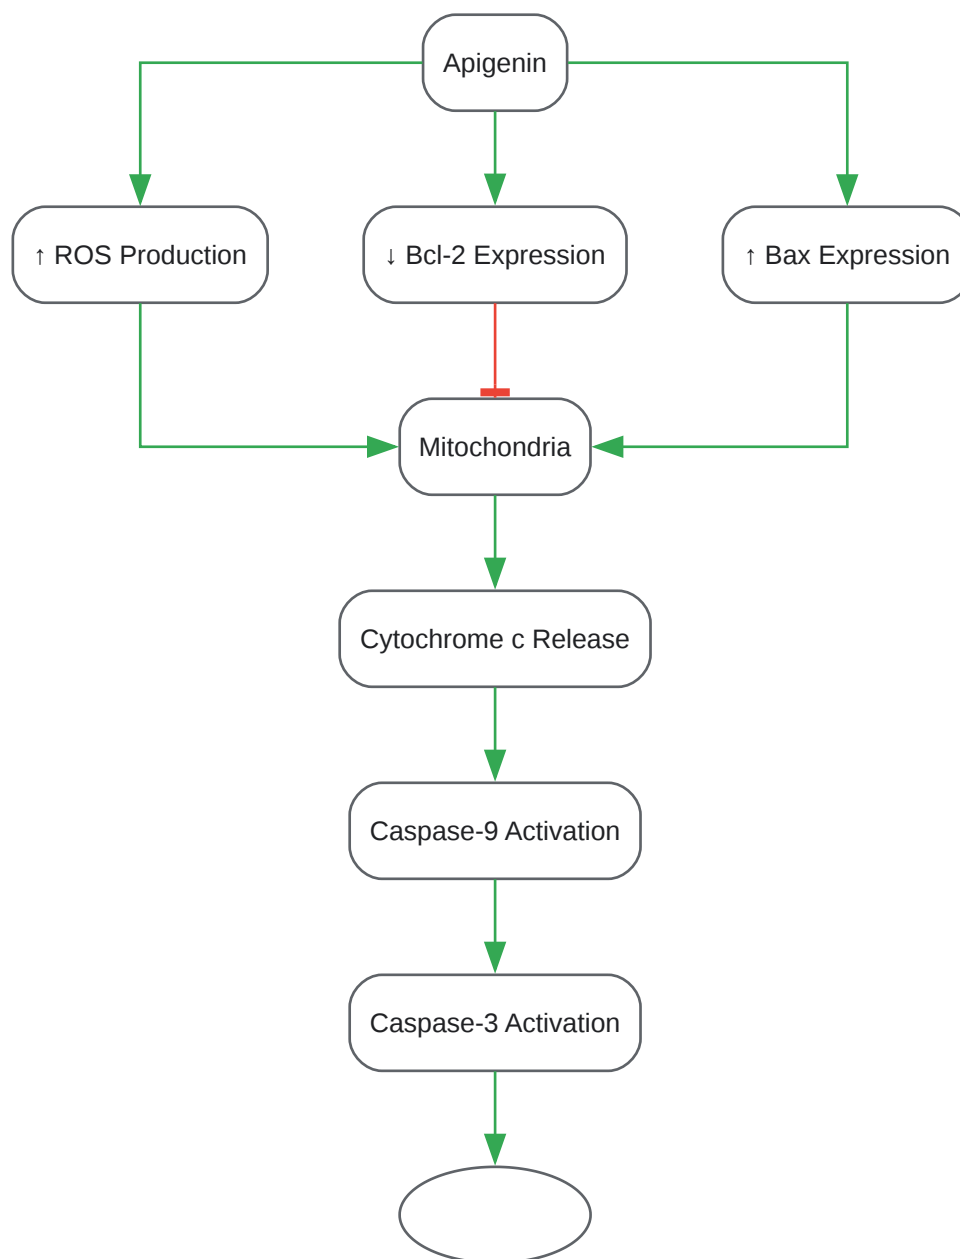 Apigenin
↑ ROS Production
↓ Bcl-2 Expression
↑ Bax Expression
Mitochondria
Cytochrome c Release
Caspase-9 Activation
Caspase-3 Activation